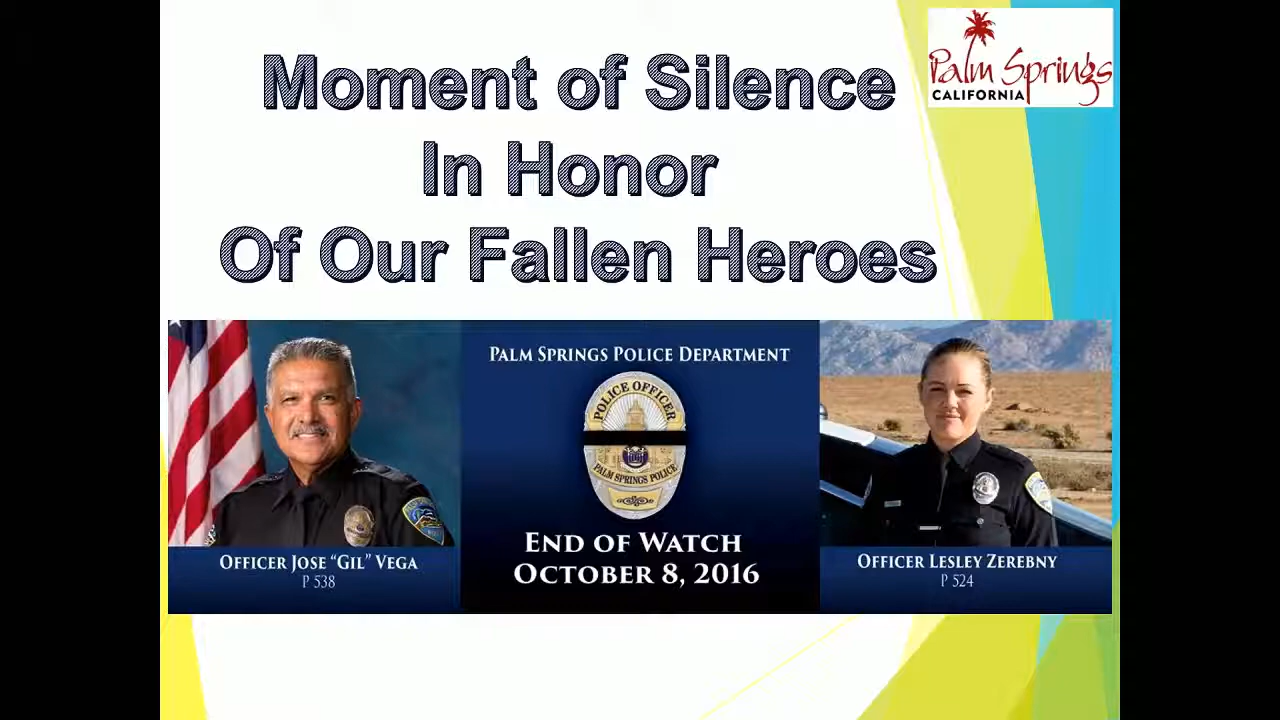 Palm Springs
CALIFORNIA
Moment of Silence
In Honor
Of Our Fallen Heroes
PALM SPRINGS POLICE DEPARTMENT
POLICE OFFICER
PALM SPRINGS POLICE
END OF WATCH
OCTOBER 8, 2016
OFFICER JOSE “GIL” VEGA
P 538
OFFICER LESLEY ZEREBNY
P 524